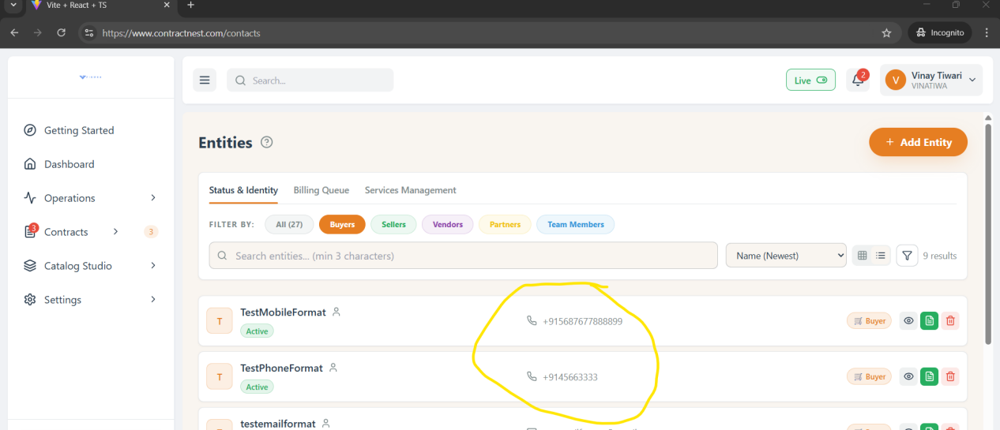 Vite + React + TS
https://www.contractnest.com/contacts
Incognito
Search...
Live
2
V
Vinay Tiwari
VINATIWA
Getting Started
Dashboard
Operations
3
Contracts
3
Catalog Studio
Settings
Entities
+ Add Entity
Status & Identity
Billing Queue
Services Management
FILTER BY:
All (27)
Buyers
Sellers
Vendors
Partners
Team Members
Search entities... (min 3 characters)
Name (Newest)
9 results
T
TestMobileFormat
Active
+915687677888899
Buyer
T
TestPhoneFormat
Active
+9145663333
Buyer
testemailformat